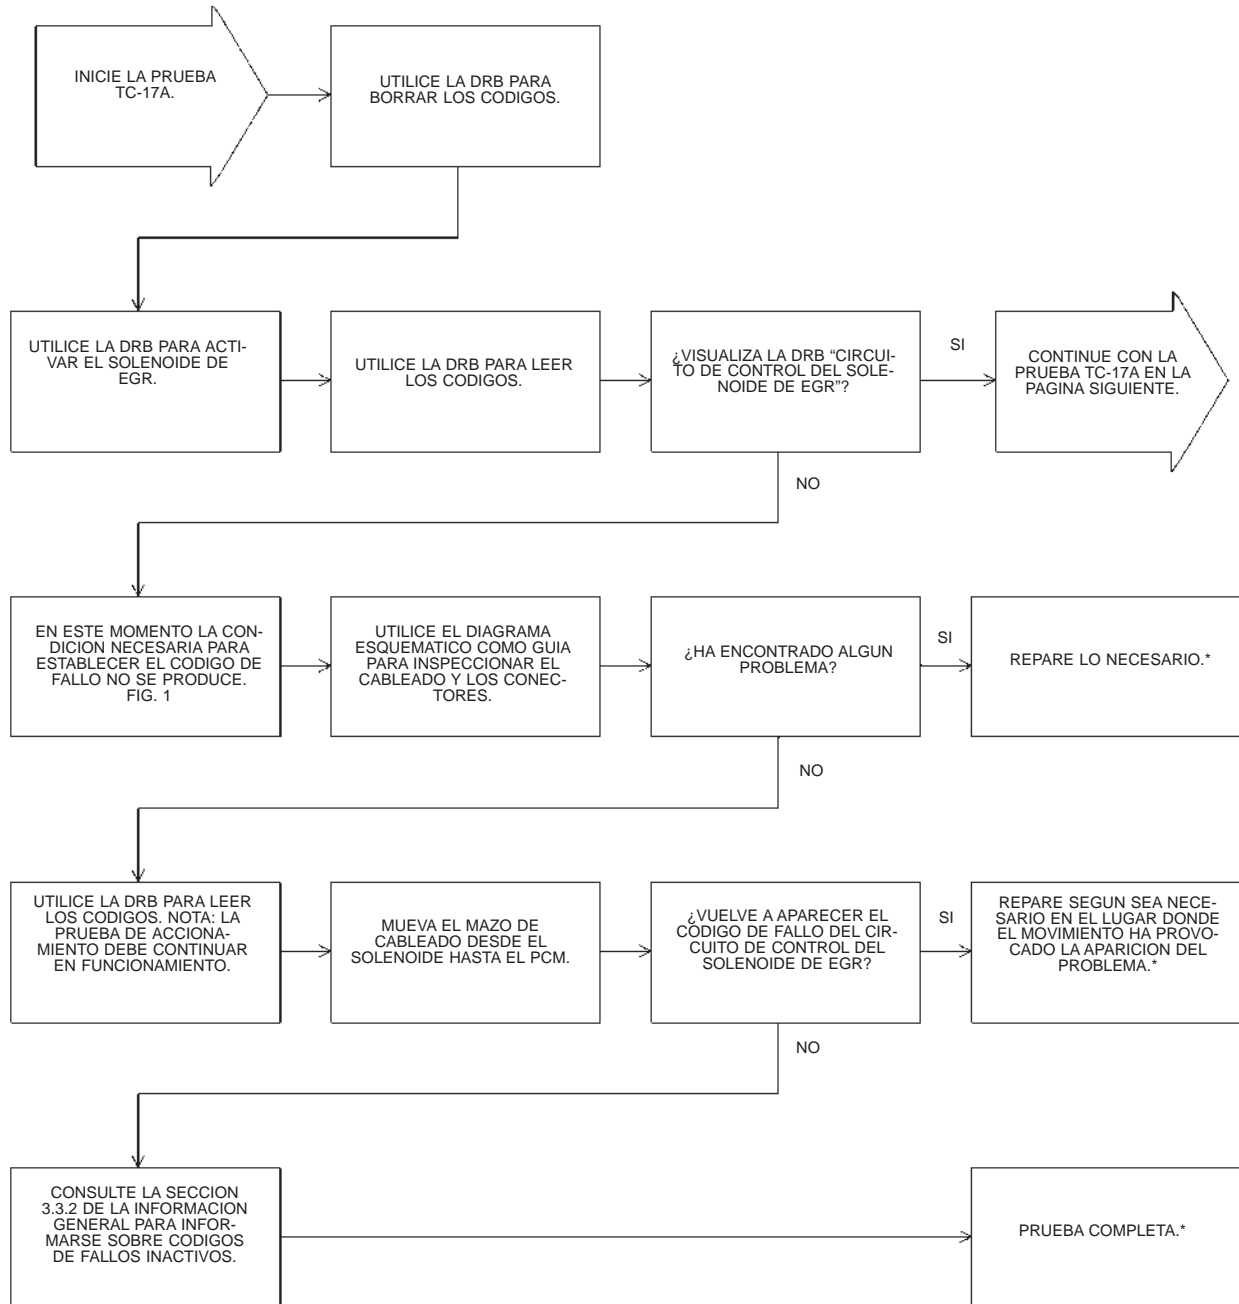 INICIE LA PRUEBA
TC-17A.
UTILICE LA DRB PARA
BORRAR LOS CODIGOS.
UTILICE LA DRB PARA ACTI-
VAR EL SOLENOIDE DE
EGR.
UTILICE LA DRB PARA LEER
LOS CODIGOS.
¿VISUALIZA LA DRB “CIRCUI-
TO DE CONTROL DEL SOLE-
NOIDE DE EGR”?
SI
CONTINUE CON LA
PRUEBA TC-17A EN LA
PAGINA SIGUIENTE.
NO
EN ESTE MOMENTO LA CON-
DICION NECESARIA PARA
ESTABLECER EL CODIGO DE
FALLO NO SE PRODUCE.
FIG. 1
UTILICE EL DIAGRAMA
ESQUEMATICO COMO GUIA
PARA INSPECCIONAR EL
CABLEADO Y LOS CONEC-
TORES.
¿HA ENCONTRADO ALGUN
PROBLEMA?
SI
REPARE LO NECESARIO.*
NO
UTILICE LA DRB PARA LEER
LOS CODIGOS. NOTA: LA
PRUEBA DE ACCIONA-
MIENTO DEBE CONTINUAR
EN FUNCIONAMIENTO.
MUEVA EL MAZO DE
CABLEADO DESDE EL
SOLENOIDE HASTA EL PCM.
¿VUELVE A APARECER EL
CODIGO DE FALLO DEL CIR-
CUITO DE CONTROL DEL
SOLENOIDE DE EGR?
SI
REPARE SEGUN SEA NECE-
SARIO EN EL LUGAR DONDE
EL MOVIMIENTO HA PROVO-
CADO LA APARICION DEL
PROBLEMA.*
NO
CONSULTE LA SECCION
3.3.2 DE LA INFORMACION
GENERAL PARA INFOR-
MARSE SOBRE CODIGOS
DE FALLOS INACTIVOS.
PRUEBA COMPLETA.*